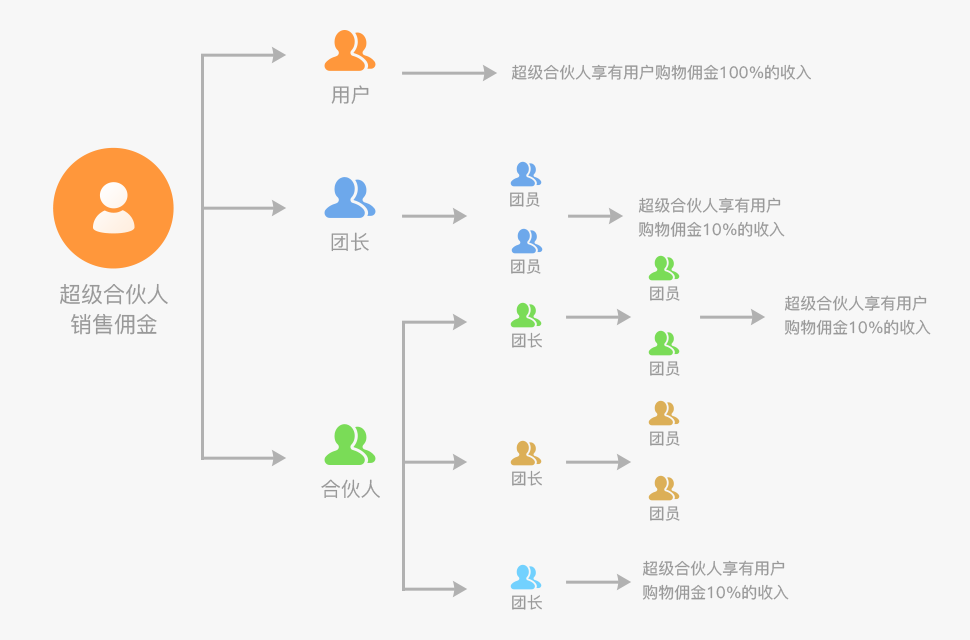 超级合伙人
销售佣金
用户
超级合伙人享有用户购物佣金100%的收入
团长
团员
团员
超级合伙人享有用户
购物佣金10%的收入
合伙人
团长
团员
团员
超级合伙人享有用户
购物佣金10%的收入
团长
团员
团员
团长
超级合伙人享有用户
购物佣金10%的收入